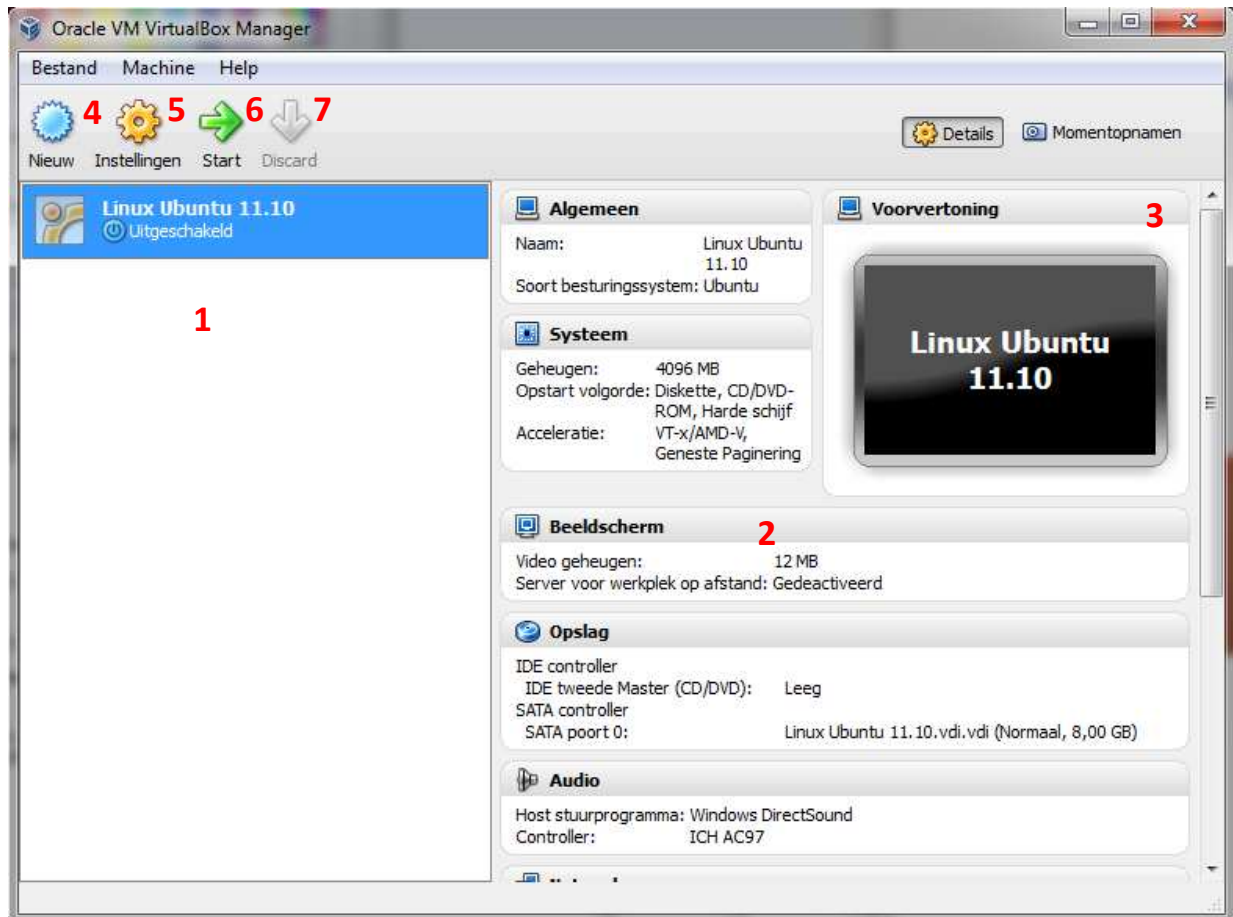 Oracle VM VirtualBox Manager
Bestand Machine Help
4 5 6 7
Nieuw Instellingen Start Discard
Details Momentopnamen
Linux Ubuntu 11.10
Uitgeschakeld
1
Algemeen
Naam: Linux Ubuntu
11.10
Soort besturingssysteem: Ubuntu
Systeem
Geheugen: 4096 MB
Opstart volgorde: Diskette, CD/DVD-
ROM, Harde schijf
Acceleratie: VT-x/AMD-V,
Geneste Paginering
Voorvertoning 3
Linux Ubuntu
11.10
Beeldscherm 2
Video geheugen: 12 MB
Server voor werkplek op afstand: Gedeactiveerd
Opslag
IDE controller
IDE tweede Master (CD/DVD): Leeg
SATA controller
SATA poort 0: Linux Ubuntu 11.10.vdi.vdi (Normaal, 8,00 GB)
Audio
Host stuurprogramma: Windows DirectSound
Controller: ICH AC97